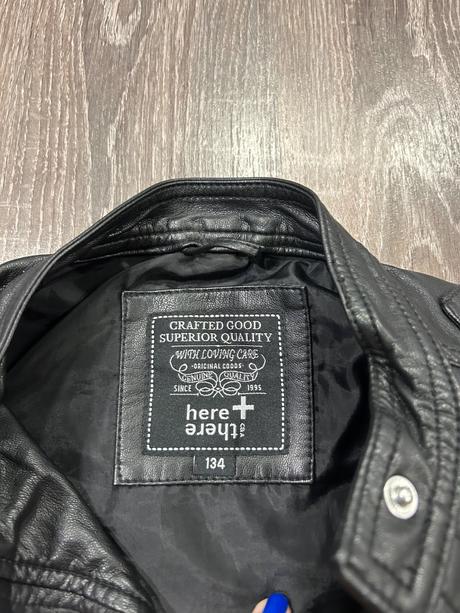 CRAFTED GOOD
SUPERIOR QUALITY
WITH LOVING CARE
·ORIGINAL GOODS·
GENUINE QUALITY
SINCE 1995
here+
there
C&A
134